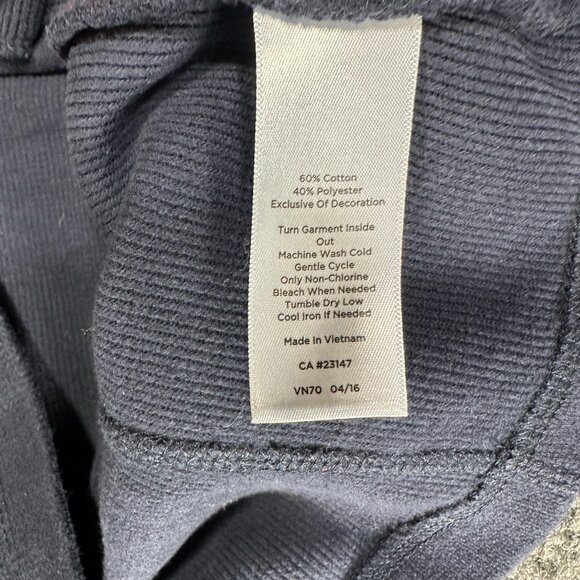 60% Cotton
40% Polyester
Exclusive Of Decoration
Turn Garment Inside
Out
Machine Wash Cold
Gentle Cycle
Only Non-Chlorine
Bleach When Needed
Tumble Dry Low
Cool Iron If Needed
Made In Vietnam
CA #23147
VN70 04/16